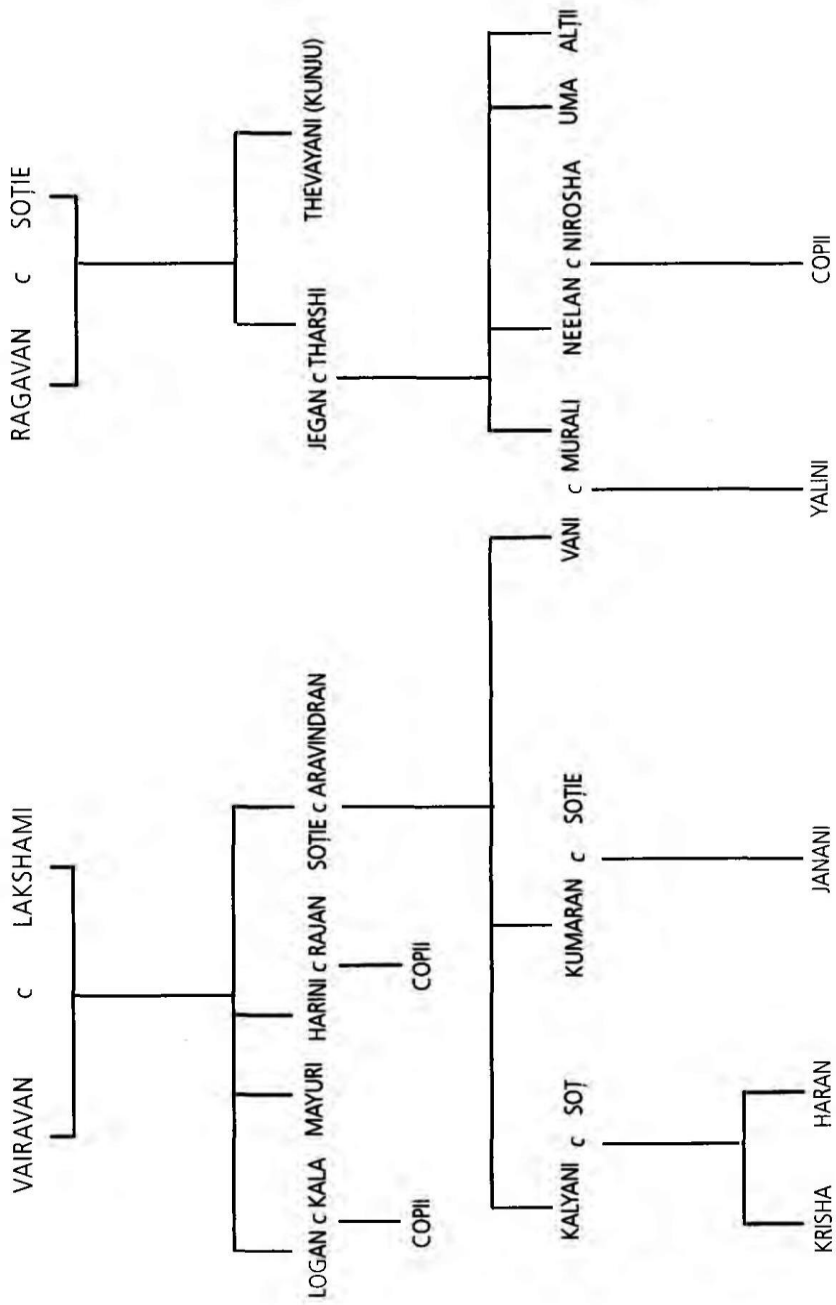 VAIRAVAN c LAKSHAMI
RAGAVAN c SOȚIE
LOGAN c KALA MAYURI HARINI c RAJAN SOȚIE c ARAVINDRAN
JEGAN c THARSHI THEVAYANI (KUNJU)
COPII COPII
KALYANI c SOȚ KUMARAN c SOȚIE VANI c MURALI NEELAN c NIROSHA UMA ALȚII
KRISHA HARAN JANANI YALINI COPII